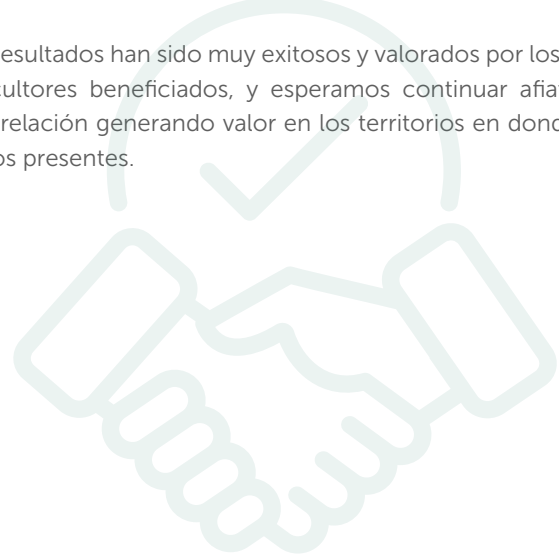 esultados han sido muy exitosos y valorados por los
cultores beneficiados, y esperamos continuar afia
relación generando valor en los territorios en dond
os presentes.